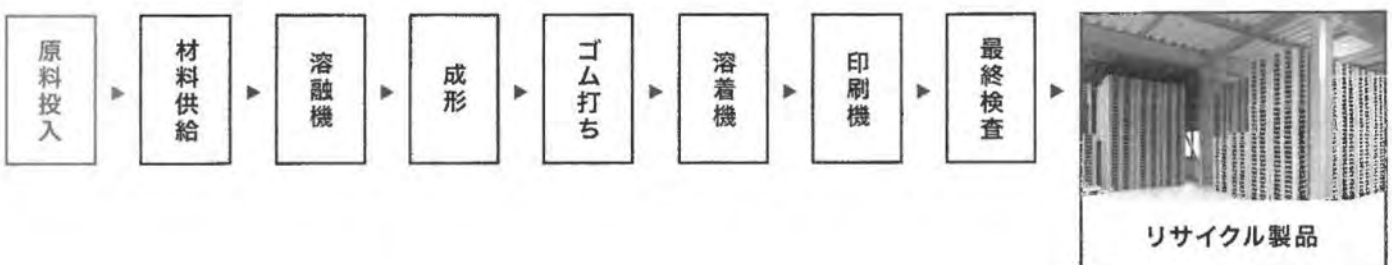 原料投入
材料供給
溶融機
成形
ゴム打ち
溶着機
印刷機
最終検査
リサイクル製品